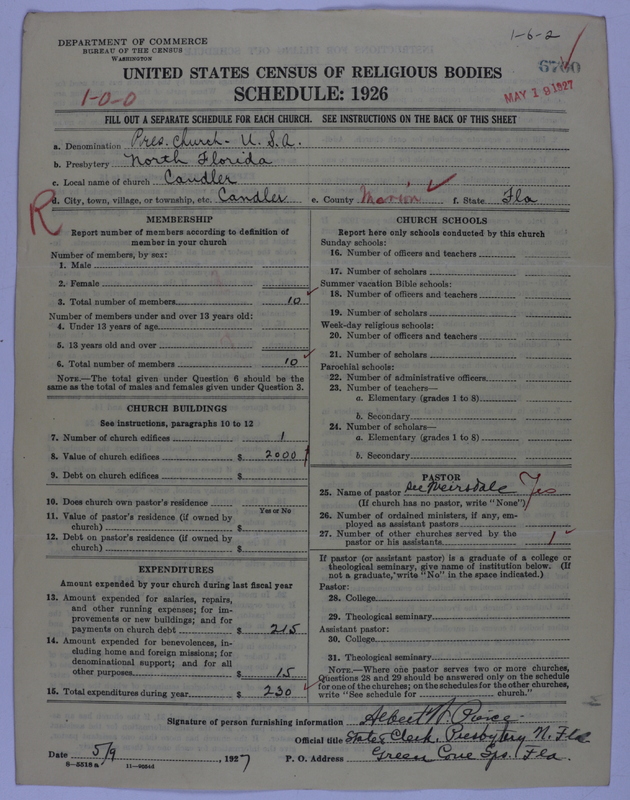 DEPARTMENT OF COMMERCE
BUREAU OF THE CENSUS
WASHINGTON
1-6-2
UNITED STATES CENSUS OF RELIGIOUS BODIES
SCHEDULE: 1926
1-0-0
MAY 19 1927
FILL OUT A SEPARATE SCHEDULE FOR EACH CHURCH. SEE INSTRUCTIONS ON THE BACK OF THIS SHEET
a. Denomination Pres. Church - U.S.A.
b. Presbytery North Florida
c. Local name of church Candler
R
d. City, town, village, or township, etc. Candler e. County Marion f. State Fla
MEMBERSHIP
Report number of members according to definition of
member in your church
Number of members, by sex:
1. Male
2. Female
3. Total number of members 10
Number of members under and over 13 years old:
4. Under 13 years of age
5. 13 years old and over
6. Total number of members 10
NOTE.—The total given under Question 6 should be the
same as the total of males and females given under Question 3.
CHURCH BUILDINGS
See instructions, paragraphs 10 to 12
7. Number of church edifices 1
8. Value of church edifices $ 2000
9. Debt on church edifices $
10. Does church own pastor's residence
Yes or No
11. Value of pastor's residence (if owned by
church) $
12. Debt on pastor's residence (if owned by
church) $
EXPENDITURES
Amount expended by your church during last fiscal year
13. Amount expended for salaries, repairs,
and other running expenses; for im-
provements or new buildings; and for
payments on church debt $ 215
14. Amount expended for benevolences, in-
cluding home and foreign missions; for
denominational support; and for all
other purposes $ 15
15. Total expenditures during year $ 230
CHURCH SCHOOLS
Report here only schools conducted by this church
Sunday schools:
16. Number of officers and teachers
17. Number of scholars
Summer vacation Bible schools:
18. Number of officers and teachers
19. Number of scholars
Week-day religious schools:
20. Number of officers and teachers
21. Number of scholars
Parochial schools:
22. Number of administrative officers
23. Number of teachers—
a. Elementary (grades 1 to 8)
b. Secondary
24. Number of scholars—
a. Elementary (grades 1 to 8)
b. Secondary
PASTOR
25. Name of pastor See Weirsdale Yes
(If church has no pastor, write "None")
26. Number of ordained ministers, if any, em-
ployed as assistant pastors
27. Number of other churches served by the
pastor or his assistants 1
If pastor (or assistant pastor) is a graduate of a college or
theological seminary, give name of institution below. (If
not a graduate, write "No" in the space indicated.)
Pastor:
28. College
29. Theological seminary
Assistant pastor:
30. College
31. Theological seminary
NOTE.—Where one pastor serves two or more churches,
Questions 28 and 29 should be answered only on the schedule
for one of the churches; on the schedules for the other churches,
write "See schedule for church."
Signature of person furnishing information Albert W. Pierce
Official title Stated Clerk, Presbytery N. Fla
Date 5/9, 1927 P. O. Address Green Cove Sps. Fla.